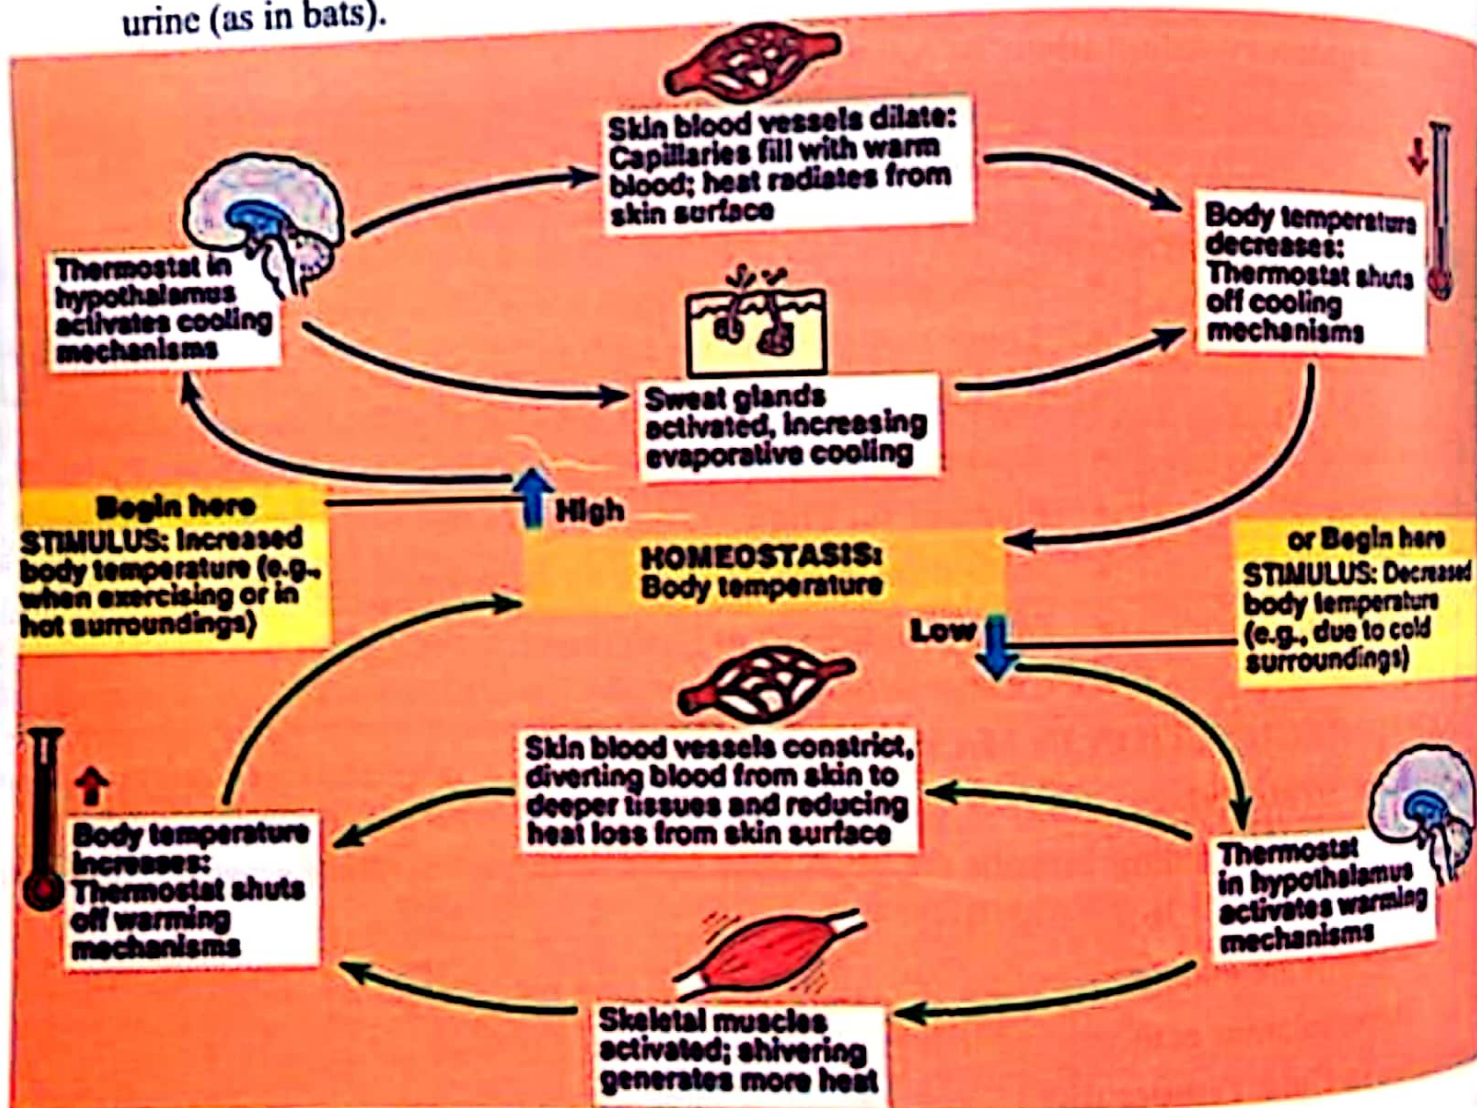 urine (as in bats).
Skin blood vessels dilate:
Capillaries fill with warm
blood; heat radiates from
skin surface
Thermostat in
hypothalamus
activates cooling
mechanisms
Body temperature
decreases:
Thermostat shuts
off cooling
mechanisms
Sweat glands
activated, increasing
evaporative cooling
Begin here
STIMULUS: Increased
body temperature (e.g.,
when exercising or in
hot surroundings)
High
HOMEOSTASIS:
Body temperature
or Begin here
STIMULUS: Decreased
body temperature
(e.g., due to cold
surroundings)
Low
Skin blood vessels constrict,
diverting blood from skin to
deeper tissues and reducing
heat loss from skin surface
Body temperature
increases:
Thermostat shuts
off warming
mechanisms
Thermostat
in hypothalamus
activates warming
mechanisms
Skeletal muscles
activated; shivering
generates more heat